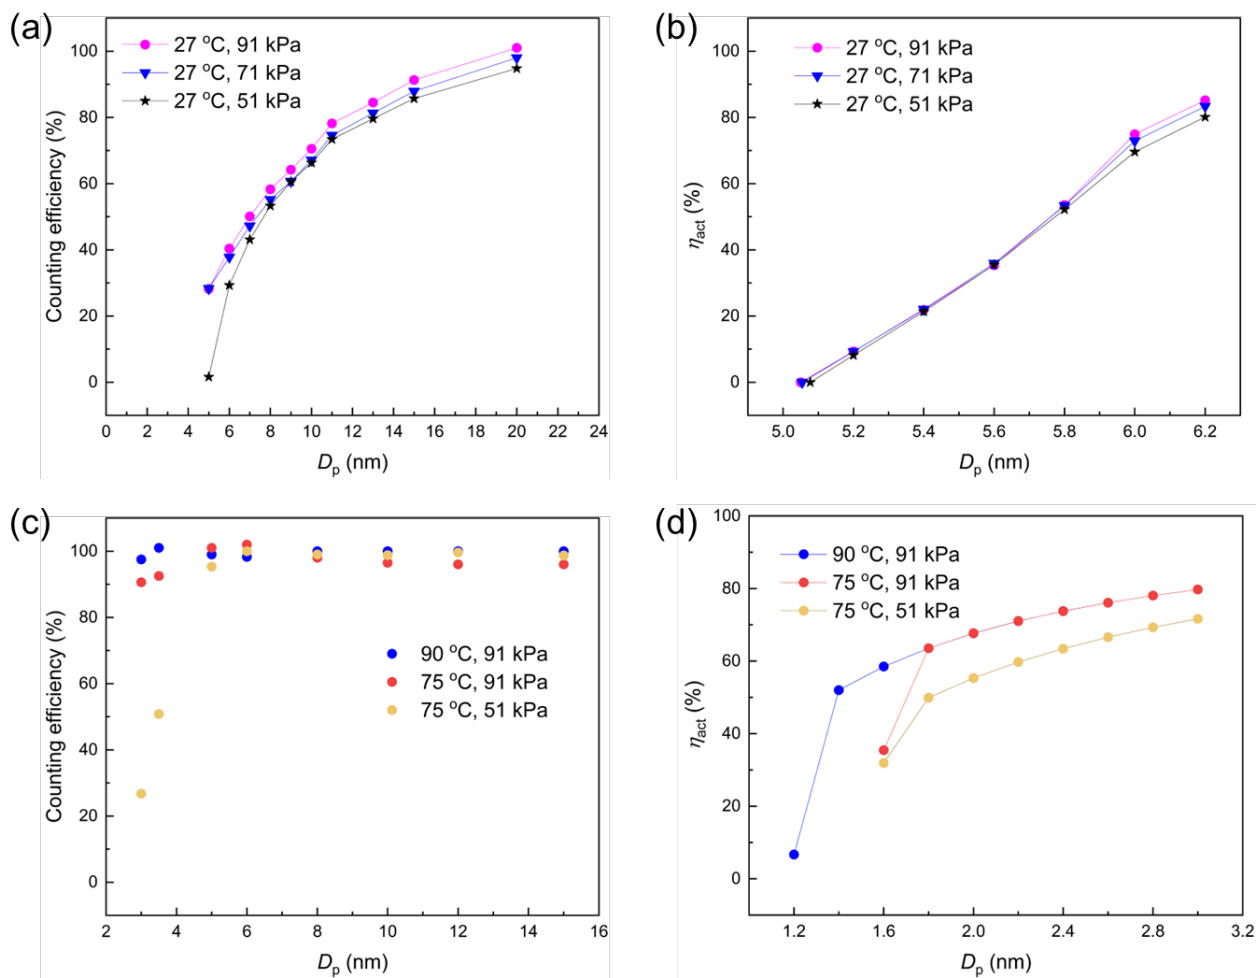 (a)
27 °C, 91 kPa
27 °C, 71 kPa
27 °C, 51 kPa
Counting efficiency (%)
100
80
60
40
20
0
0 2 4 6 8 10 12 14 16 18 20 22 24
Dp (nm)
(b)
27 °C, 91 kPa
27 °C, 71 kPa
27 °C, 51 kPa
ηact (%)
100
80
60
40
20
0
5.0 5.2 5.4 5.6 5.8 6.0 6.2
Dp (nm)
(c)
90 °C, 91 kPa
75 °C, 91 kPa
75 °C, 51 kPa
Counting efficiency (%)
100
80
60
40
20
0
2 4 6 8 10 12 14 16
Dp (nm)
(d)
90 °C, 91 kPa
75 °C, 91 kPa
75 °C, 51 kPa
ηact (%)
100
80
60
40
20
0
1.2 1.6 2.0 2.4 2.8 3.2
Dp (nm)